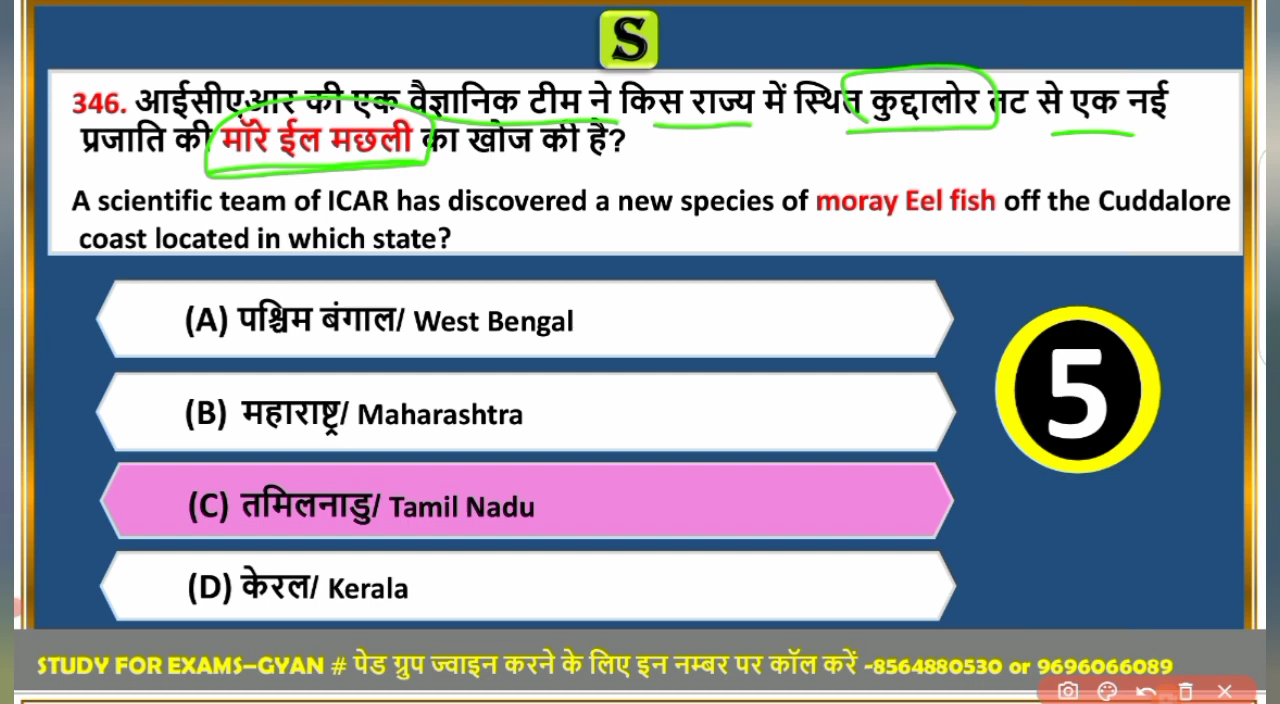 S
346. आईसीएआर की एक वैज्ञानिक टीम ने किस राज्य में स्थित कुद्दालोर तट से एक नई
प्रजाति की मॉरे ईल मछली का खोज की है?
A scientific team of ICAR has discovered a new species of moray Eel fish off the Cuddalore
coast located in which state?
(A) पश्चिम बंगाल/ West Bengal
(B) महाराष्ट्र/ Maharashtra
5
(C) तमिलनाडु/ Tamil Nadu
(D) केरल/ Kerala
STUDY FOR EXAMS–GYAN # पेड ग्रुप ज्वाइन करने के लिए इन नम्बर पर कॉल करें -8564880530 or 9696066089